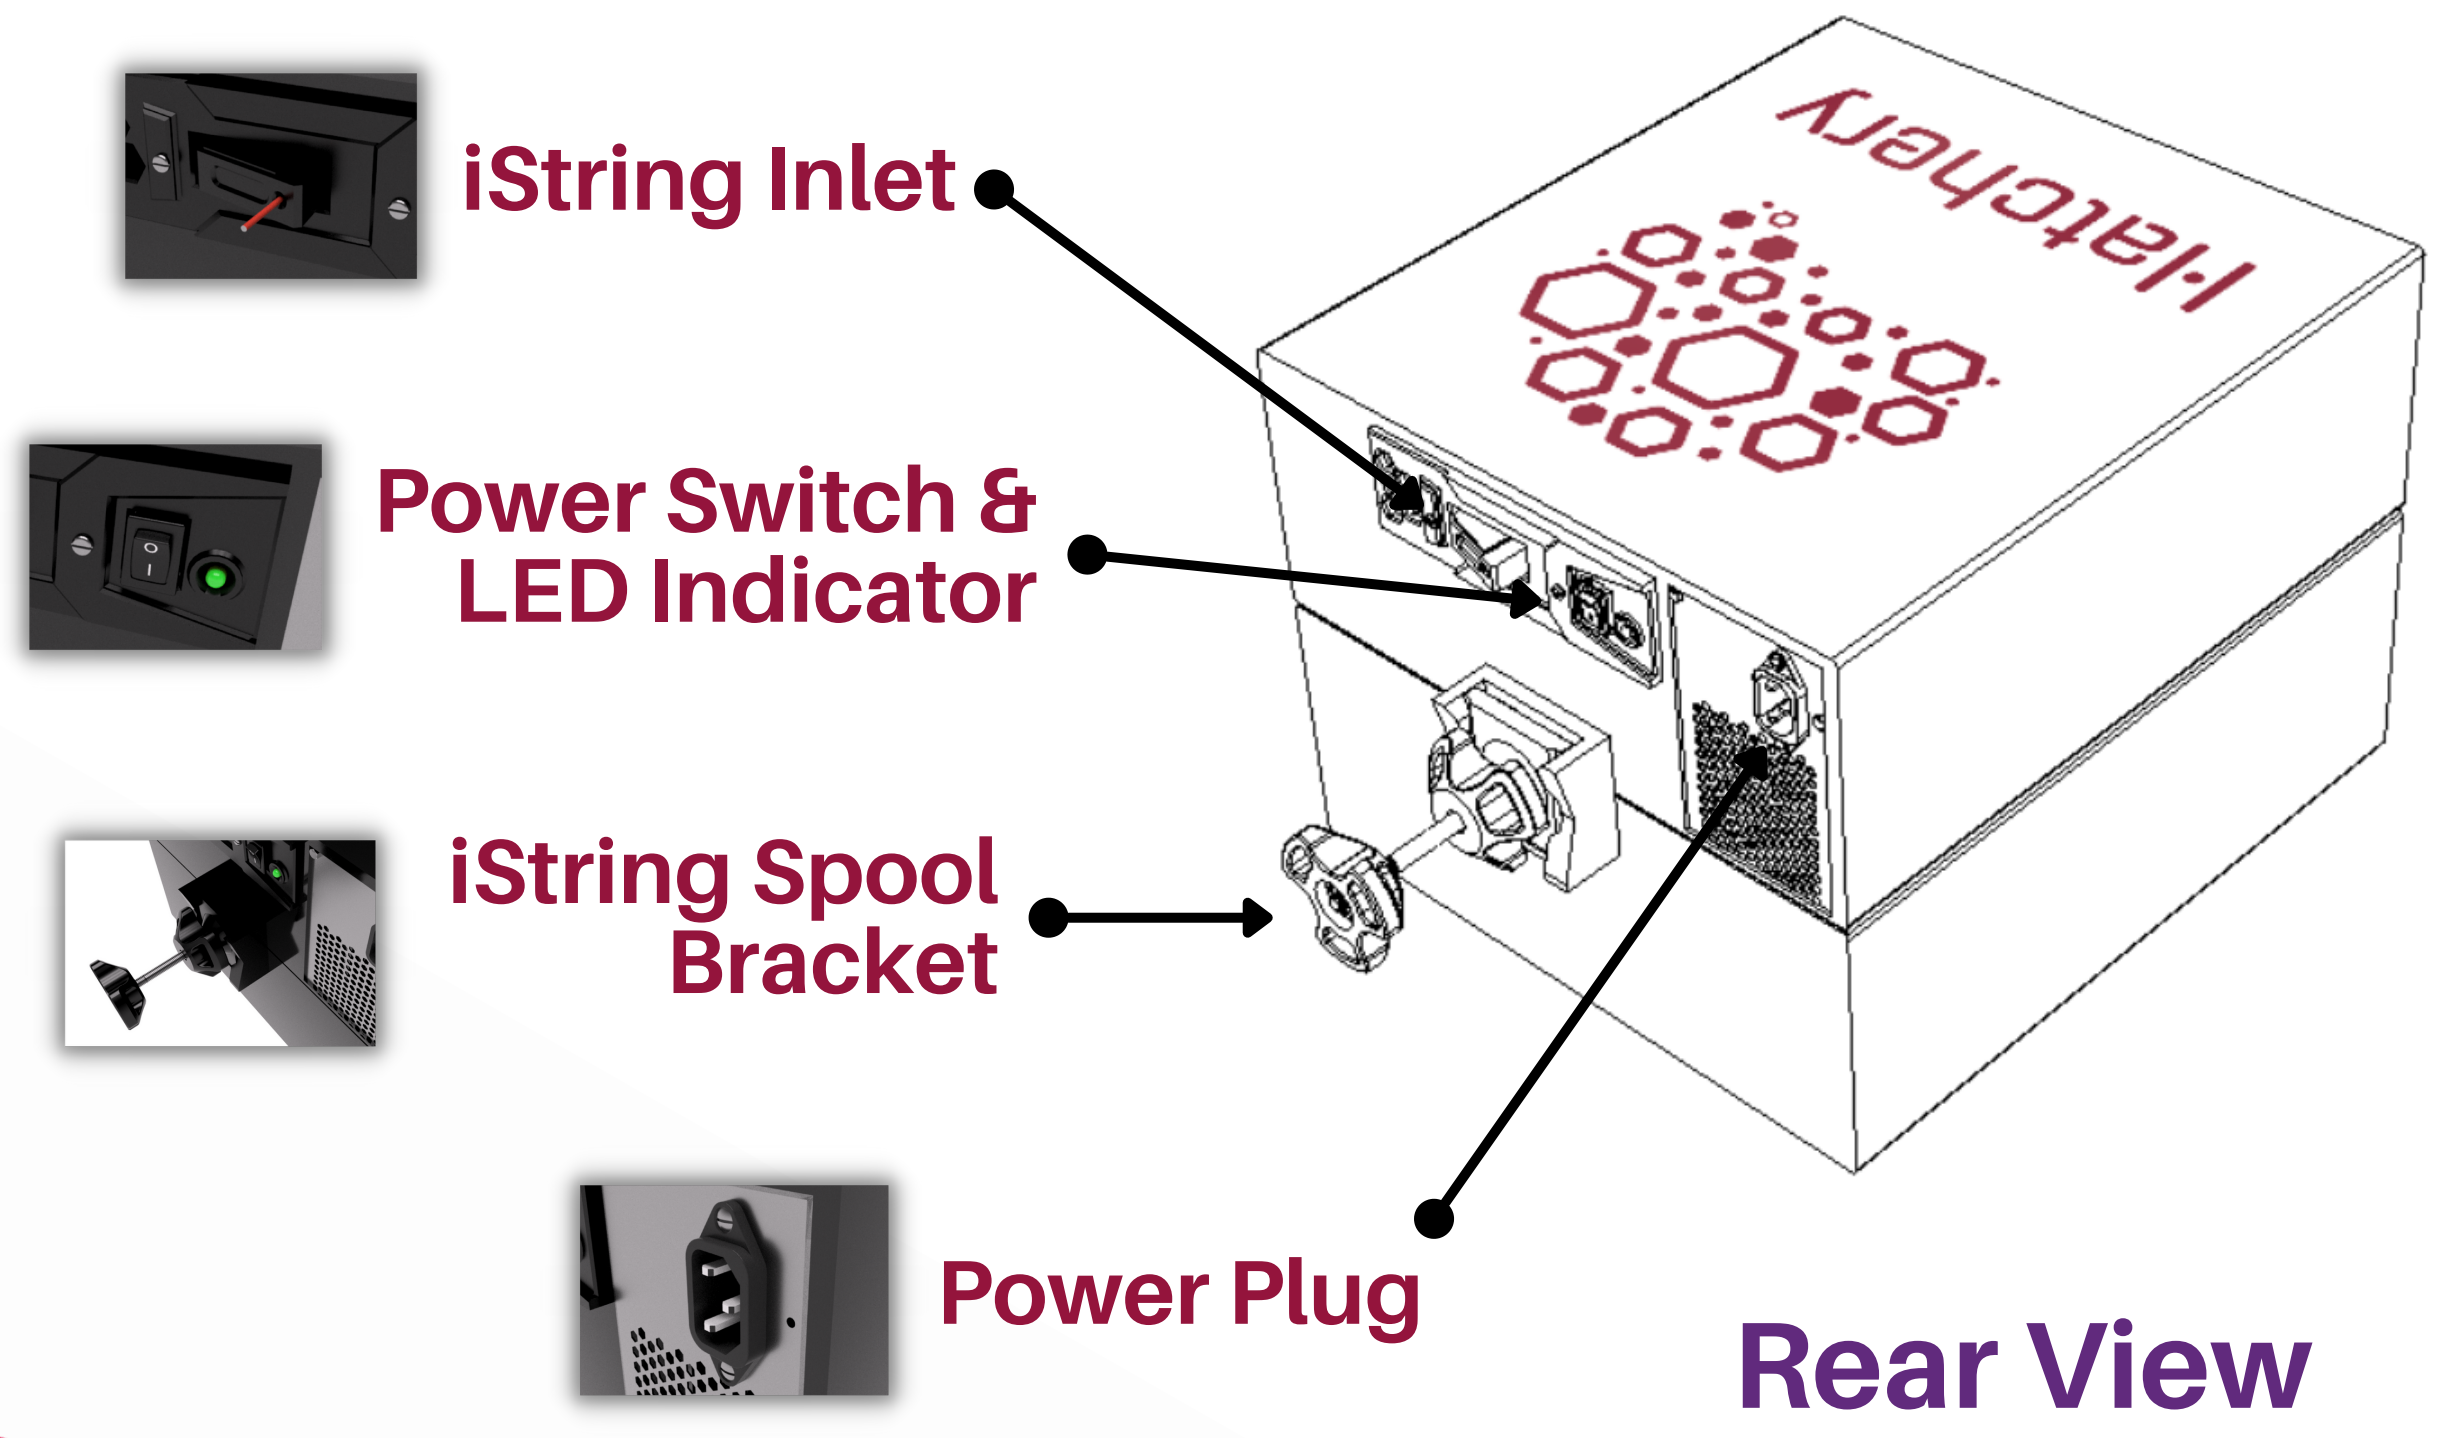 Hatchery
iString Inlet
Power Switch &
LED Indicator
iString Spool
Bracket
Power Plug
Rear View